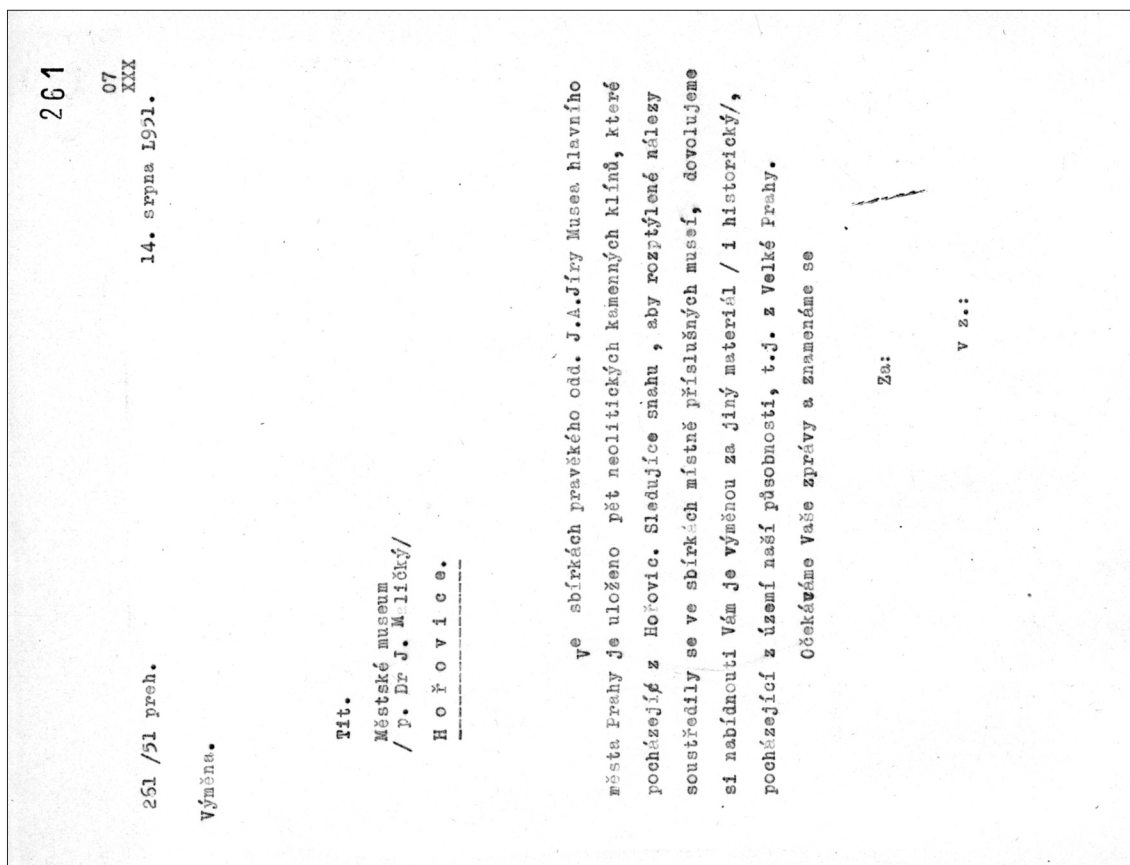 261
07
XXX
251 /51 preh.
14. srpna L951.
Výměna.
Tit.
Městské museum
/ p. Dr J. Maličký/
H o ř o v i c e.
Ve sbírkách pravěkého odd. J.A.Jíry Musea hlavního
města Prahy je uloženo pět neolitických kamenných klínů, které
pocházejí z Hořovic. Sledujíce snahu , aby rozptýlené nálezy
soustředily se ve sbírkách místně příslušných museí, dovolujeme
si nabídnouti Vám je výměnou za jiný materiál / i historický/,
pocházející z území naší působnosti, t.j. z Velké Prahy.
Očekáváme Vaše zprávy a znamenáme se
Za:
V z.: